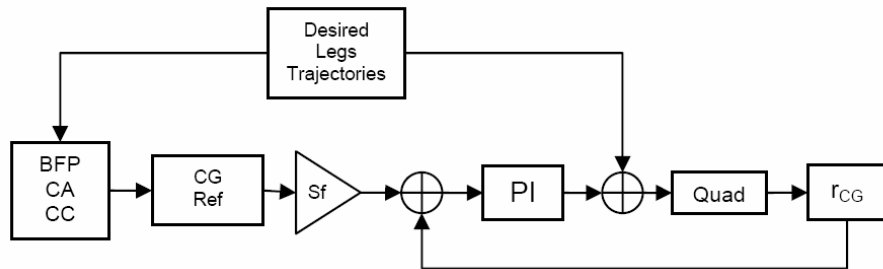 Desired
Legs
Trajectories
BFP
CA
CC
CG
Ref
Sf
PI
Quad
rCG